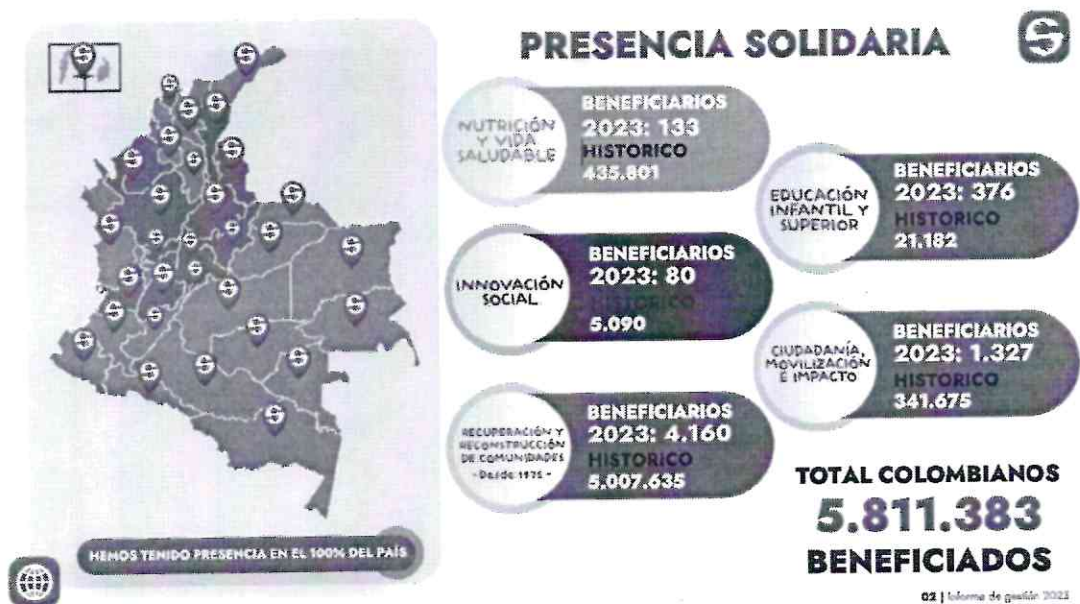 PRESENCIA SOLIDARIA
NUTRICIÓN
Y VIDA
SALUDABLE
BENEFICIARIOS
2023: 133
HISTORICO
435.801
EDUCACIÓN
INFANTIL Y
SUPERIOR
BENEFICIARIOS
2023: 376
HISTORICO
21.182
INNOVACIÓN
SOCIAL
BENEFICIARIOS
2023: 80
HISTORICO
5.090
CIUDADANÍA,
MOVILIZACIÓN
E IMPACTO
BENEFICIARIOS
2023: 1.327
HISTORICO
341.675
RECUPERACIÓN Y
RECONSTRUCCIÓN
DE COMUNIDADES
- Desde 1975 -
BENEFICIARIOS
2023: 4.160
HISTORICO
5.007.635
TOTAL COLOMBIANOS
5.811.383
BENEFICIADOS
HEMOS TENIDO PRESENCIA EN EL 100% DEL PAÍS
02 | Informe de gestión 2023